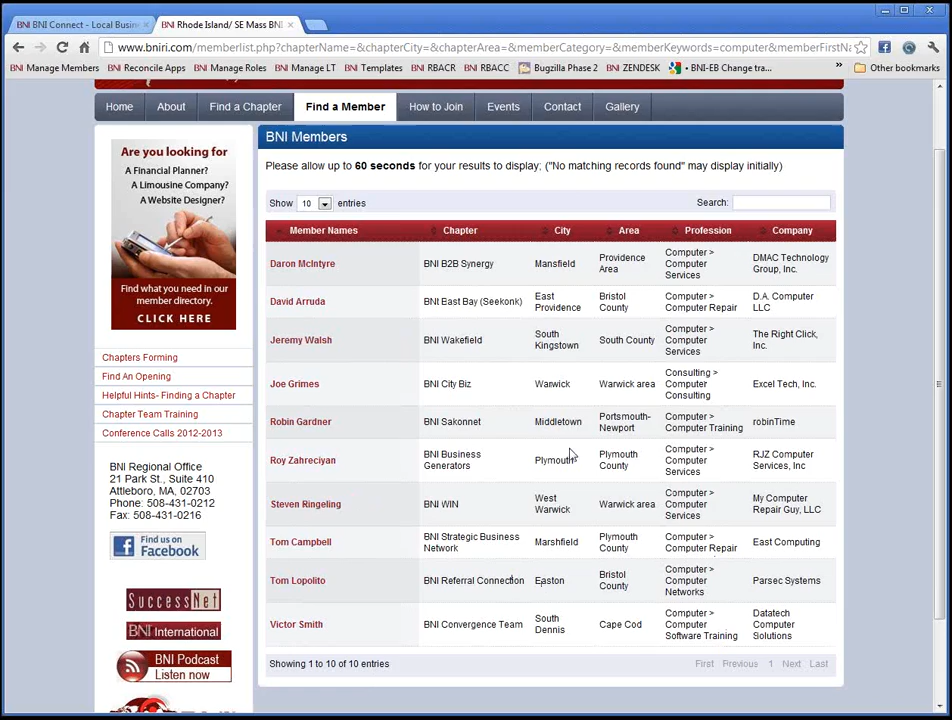 BNI BNI Connect - Local Busin
BNI Rhode Island/ SE Mass BNI
www.bniri.com/memberlist.php?chapterName=&chapterCity=&chapterArea=&memberCategory=&memberKeywords=computer&memberFirstNa
BNI Manage Members BNI Reconcile Apps BNI Manage Roles BNI Manage LT BNI Templates BNI RBACR BNI RBACC Bugzilla Phase 2 BNI ZENDESK BNI-EB Change tra... » Other bookmarks
Home About Find a Chapter Find a Member How to Join Events Contact Gallery
Are you looking for
A Financial Planner?
A Limousine Company?
A Website Designer?
Find what you need in our
member directory.
CLICK HERE
Chapters Forming
Find An Opening
Helpful Hints- Finding a Chapter
Chapter Team Training
Conference Calls 2012-2013
BNI Regional Office
21 Park St., Suite 410
Attleboro, MA, 02703
Phone: 508-431-0212
Fax: 508-431-0216
Find us on
Facebook
SuccessNet
BNI International
BNI Podcast
Listen now
BNI Members
Please allow up to 60 seconds for your results to display; ("No matching records found" may display initially)
Show 10 entries Search:
Member Names Chapter City Area Profession Company
Daron McIntyre BNI B2B Synergy Mansfield Providence Area Computer > Computer Services DMAC Technology Group, Inc.
David Arruda BNI East Bay (Seekonk) East Providence Bristol County Computer > Computer Repair D.A. Computer LLC
Jeremy Walsh BNI Wakefield South Kingstown South County Computer > Computer Services The Right Click, Inc.
Joe Grimes BNI City Biz Warwick Warwick area Consulting > Computer Consulting Excel Tech, Inc.
Robin Gardner BNI Sakonnet Middletown Portsmouth-Newport Computer > Computer Training robinTime
Roy Zahreciyan BNI Business Generators Plymouth Plymouth County Computer > Computer Services RJZ Computer Services, Inc
Steven Ringeling BNI WIN West Warwick Warwick area Computer > Computer Services My Computer Repair Guy, LLC
Tom Campbell BNI Strategic Business Network Marshfield Plymouth County Computer > Computer Repair East Computing
Tom Lopolito BNI Referral Connection Easton Bristol County Computer > Computer Networks Parsec Systems
Victor Smith BNI Convergence Team South Dennis Cape Cod Computer > Computer Software Training Datatech Computer Solutions
Showing 1 to 10 of 10 entries First Previous 1 Next Last